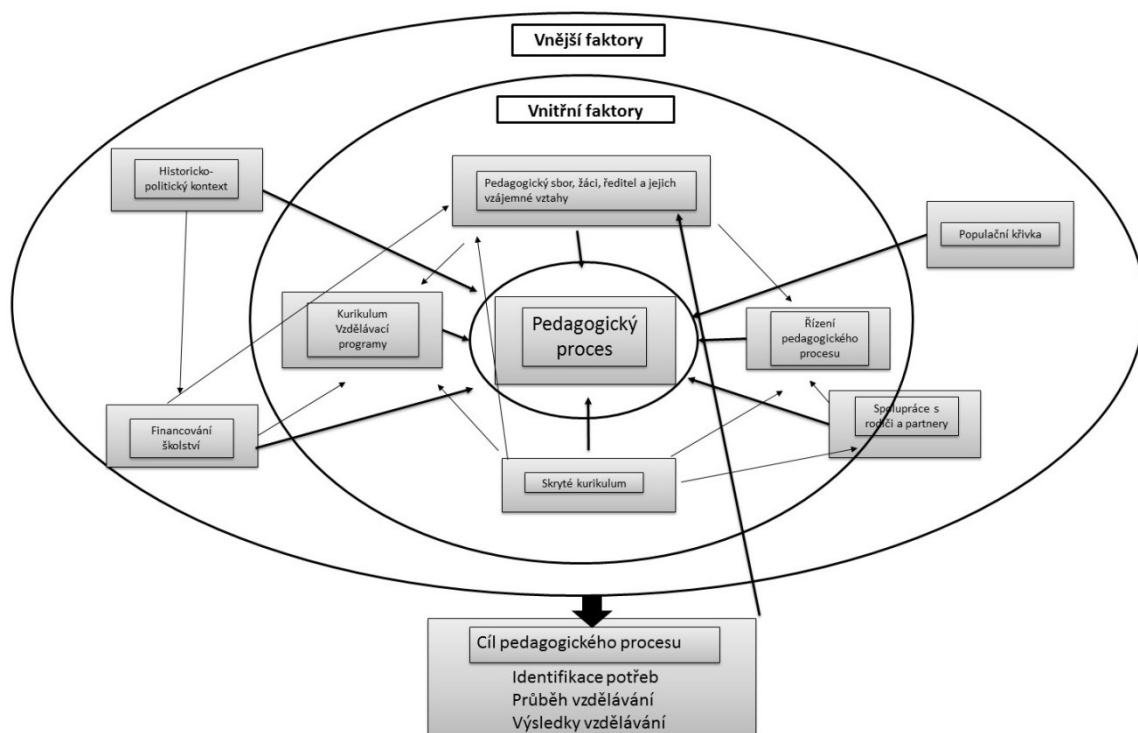 Vnější faktory
Vnitřní faktory
Historicko-
politický kontext
Pedagogický sbor, žáci, ředitel a jejich
vzájemné vztahy
Populační křivka
Kurikulum
Vzdělávací
programy
Pedagogický
proces
Řízení
pedagogického
procesu
Financování
školství
Spolupráce s
rodiči a partnery
Skryté kurikulum
Cíl pedagogického procesu
Identifikace potřeb
Průběh vzdělávání
Výsledky vzdělávání